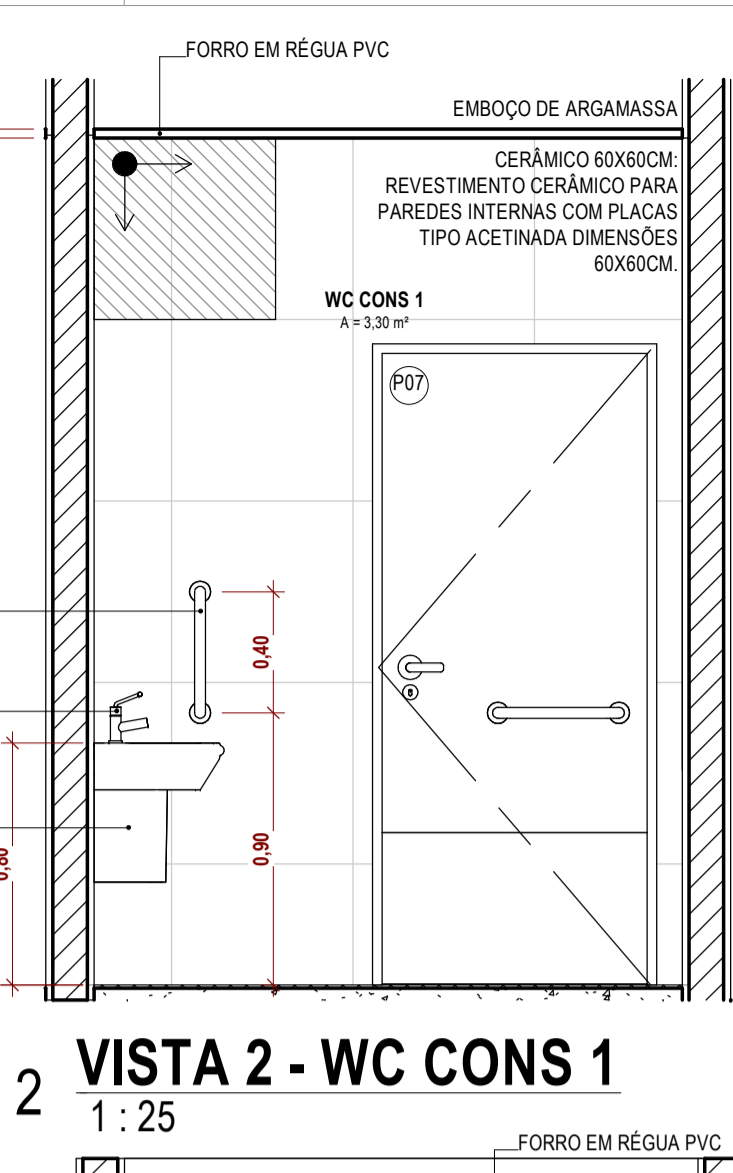 FORRO EM RÉGUA PVC
EMBOÇO DE ARGAMASSA
CERÂMICO 60X60CM:
REVESTIMENTO CERÂMICO PARA
PAREDES INTERNAS COM PLACAS
TIPO ACETINADA DIMENSÕES
60X60CM.
WC CONS 1
A = 3,30 m²
P07
0,40
0,90
0,80
2
VISTA 2 - WC CONS 1
1 : 25
FORRO EM RÉGUA PVC